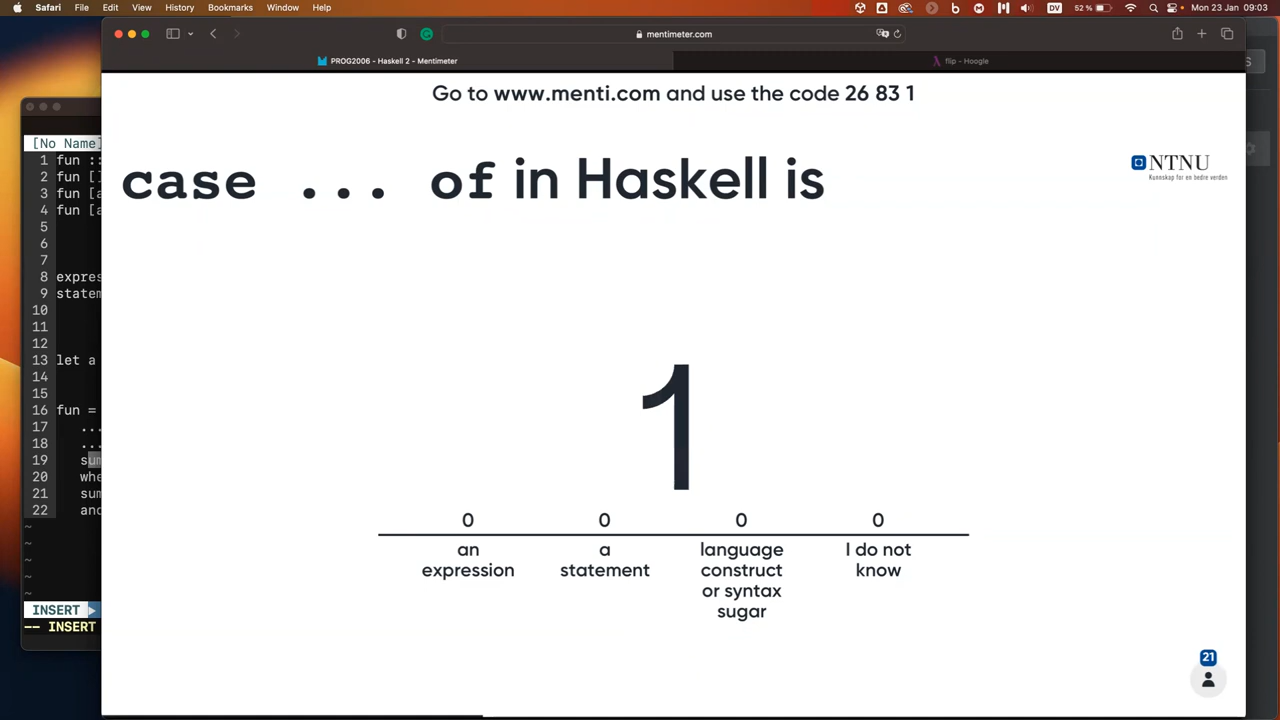 Safari File Edit View History Bookmarks Window Help DV 52 % Mon 23 Jan 09:03
mentimeter.com
PROG2006 - Haskell 2 - Mentimeter
flip - Hoogle
Go to www.menti.com and use the code 26 83 1
case ... of in Haskell is
NTNU
Kunnskap for en bedre verden
1
0 0 0 0
an expression
a statement
language construct or syntax sugar
I do not know
21
[No Name]
1 fun ::
2 fun []
3 fun [a
4 fun [a
5
6
7
8 expres
9 statem
10
11
12
13 let a
14
15
16 fun =
17 ...
18 ...
19 sum
20 whe
21 sum
22 and
~
~
~
~
~
INSERT
-- INSERT